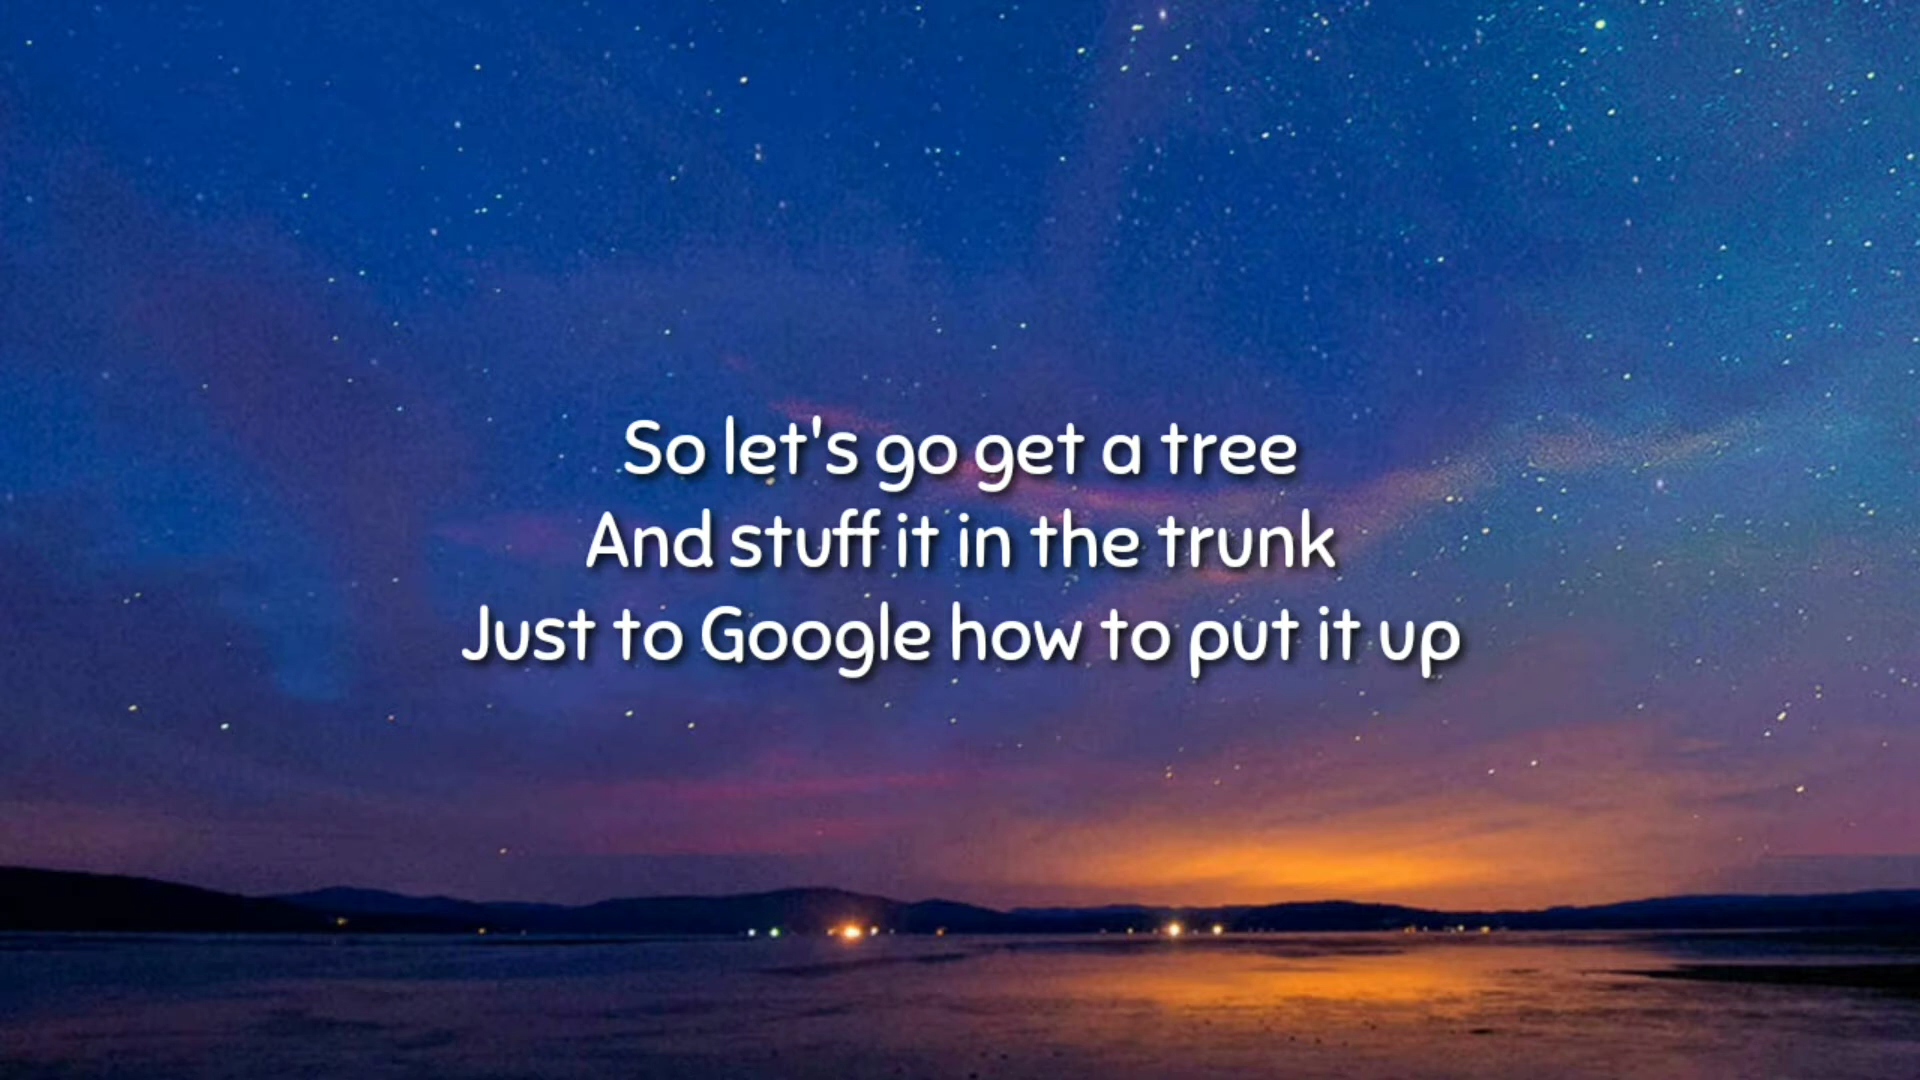 So let's go get a tree
And stuff it in the trunk
Just to Google how to put it up